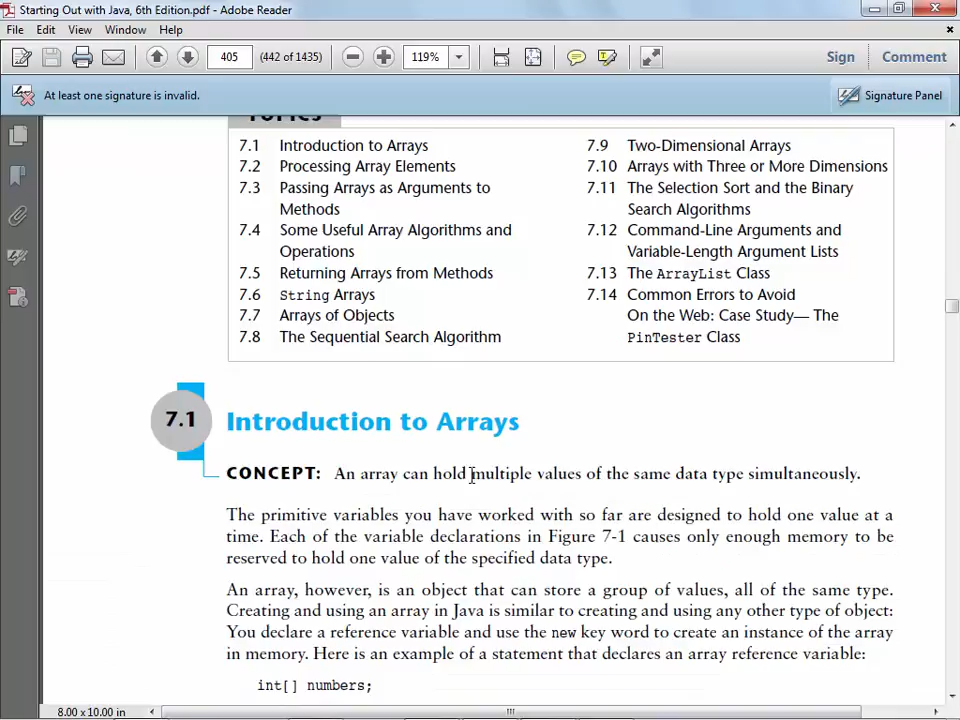 Starting Out with Java, 6th Edition.pdf - Adobe Reader
File Edit View Window Help
405 (442 of 1435) 119% Sign Comment
At least one signature is invalid. Signature Panel
TOPICS
7.1 Introduction to Arrays
7.2 Processing Array Elements
7.3 Passing Arrays as Arguments to
Methods
7.4 Some Useful Array Algorithms and
Operations
7.5 Returning Arrays from Methods
7.6 String Arrays
7.7 Arrays of Objects
7.8 The Sequential Search Algorithm
7.9 Two-Dimensional Arrays
7.10 Arrays with Three or More Dimensions
7.11 The Selection Sort and the Binary
Search Algorithms
7.12 Command-Line Arguments and
Variable-Length Argument Lists
7.13 The ArrayList Class
7.14 Common Errors to Avoid
On the Web: Case Study— The
PinTester Class
7.1 Introduction to Arrays
CONCEPT: An array can hold multiple values of the same data type simultaneously.
The primitive variables you have worked with so far are designed to hold one value at a
time. Each of the variable declarations in Figure 7-1 causes only enough memory to be
reserved to hold one value of the specified data type.
An array, however, is an object that can store a group of values, all of the same type.
Creating and using an array in Java is similar to creating and using any other type of object:
You declare a reference variable and use the new key word to create an instance of the array
in memory. Here is an example of a statement that declares an array reference variable:
int[] numbers;
8.00 x 10.00 in